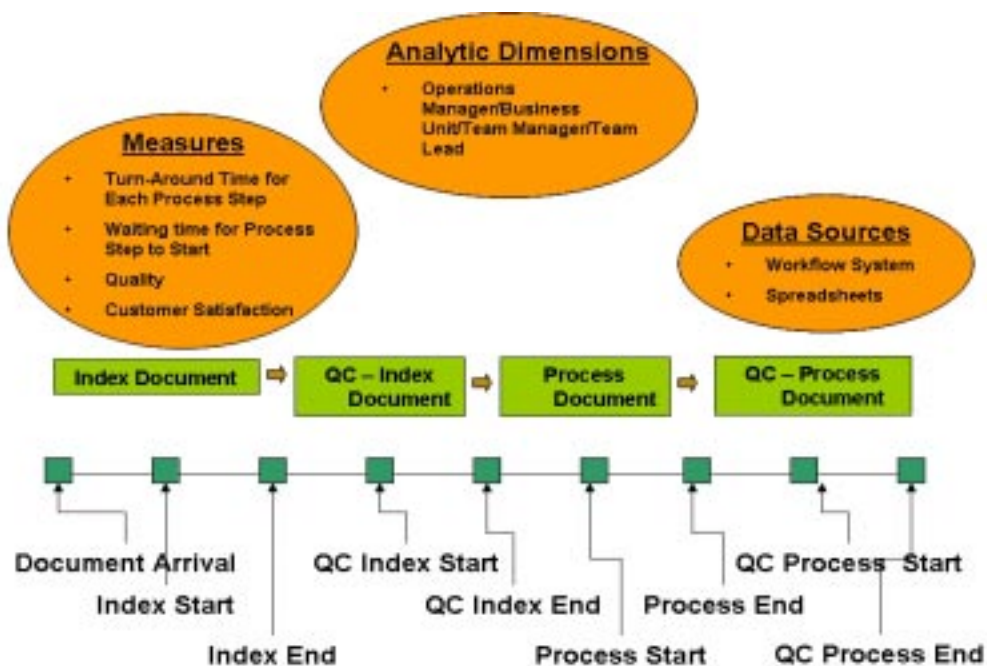 Analytic Dimensions
• Operations
Manager/Business
Unit/Team Manager/Team
Lead
Measures
• Turn-Around Time for
Each Process Step
• Waiting time for Process
Step to Start
• Quality
• Customer Satisfaction
Data Sources
• Workflow System
• Spreadsheets
Index Document
QC – Index
Document
Process
Document
QC – Process
Document
Document Arrival
QC Index Start
QC Process Start
Index Start
QC Index End
Process End
Index End
Process Start
QC Process End